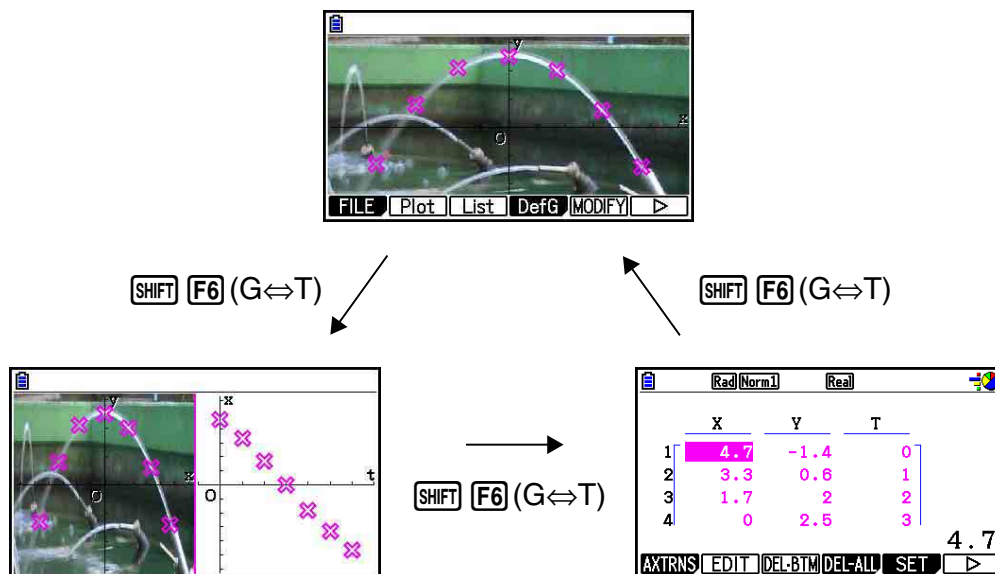 y
x
O
FILE Plot List DefG MODIFY ▷
SHIFT F6 (G⇔T)
SHIFT F6 (G⇔T)
y
x
O
x
t
O
SHIFT F6 (G⇔T)
Rad Norm1 Real
X Y T
1 4.7 -1.4 0
2 3.3 0.6 1
3 1.7 2 2
4 0 2.5 3
4.7
AXTRNS EDIT DEL-BTM DEL-ALL SET ▷